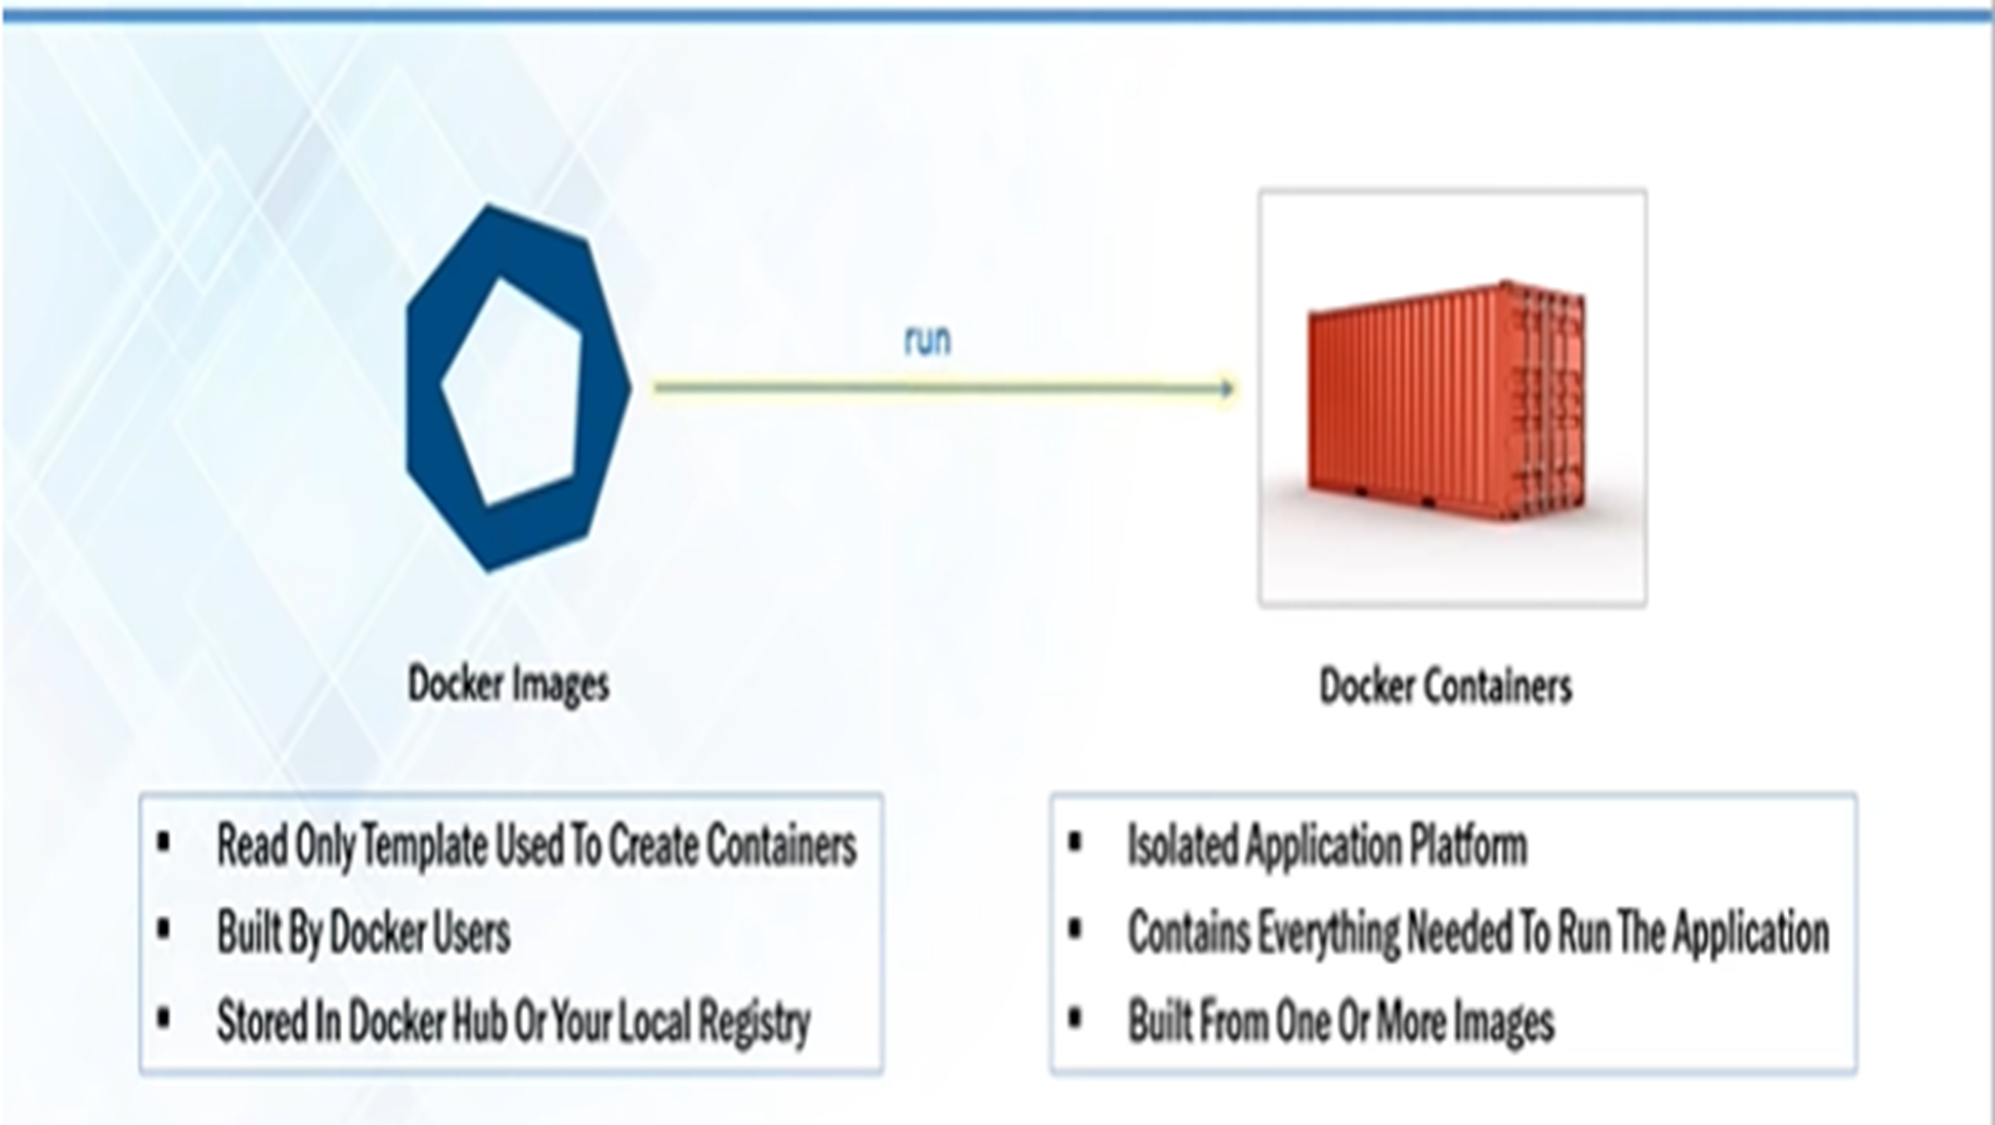 run
Docker Images
Docker Containers
▪ Read Only Template Used To Create Containers
▪ Built By Docker Users
▪ Stored In Docker Hub Or Your Local Registry
▪ Isolated Application Platform
▪ Contains Everything Needed To Run The Application
▪ Built From One Or More Images